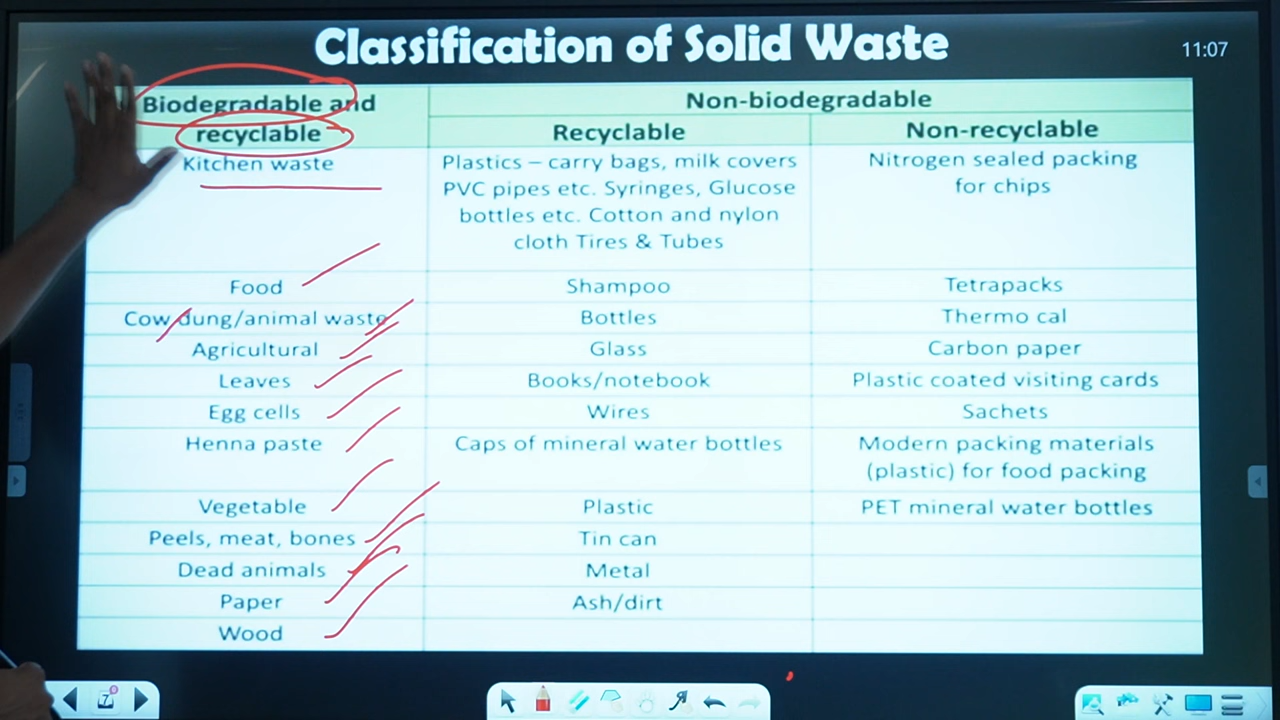 Classification of Solid Waste
11:07
Biodegradable and
recyclable
Non-biodegradable
Recyclable
Non-recyclable
Kitchen waste
Plastics – carry bags, milk covers
PVC pipes etc. Syringes, Glucose
bottles etc. Cotton and nylon
cloth Tires & Tubes
Nitrogen sealed packing
for chips
Food
Shampoo
Tetrapacks
Cow dung/animal waste
Bottles
Thermo cal
Agricultural
Glass
Carbon paper
Leaves
Books/notebook
Plastic coated visiting cards
Egg cells
Wires
Sachets
Henna paste
Caps of mineral water bottles
Modern packing materials
(plastic) for food packing
Vegetable
Plastic
PET mineral water bottles
Peels, meat, bones
Tin can
Dead animals
Metal
Paper
Ash/dirt
Wood